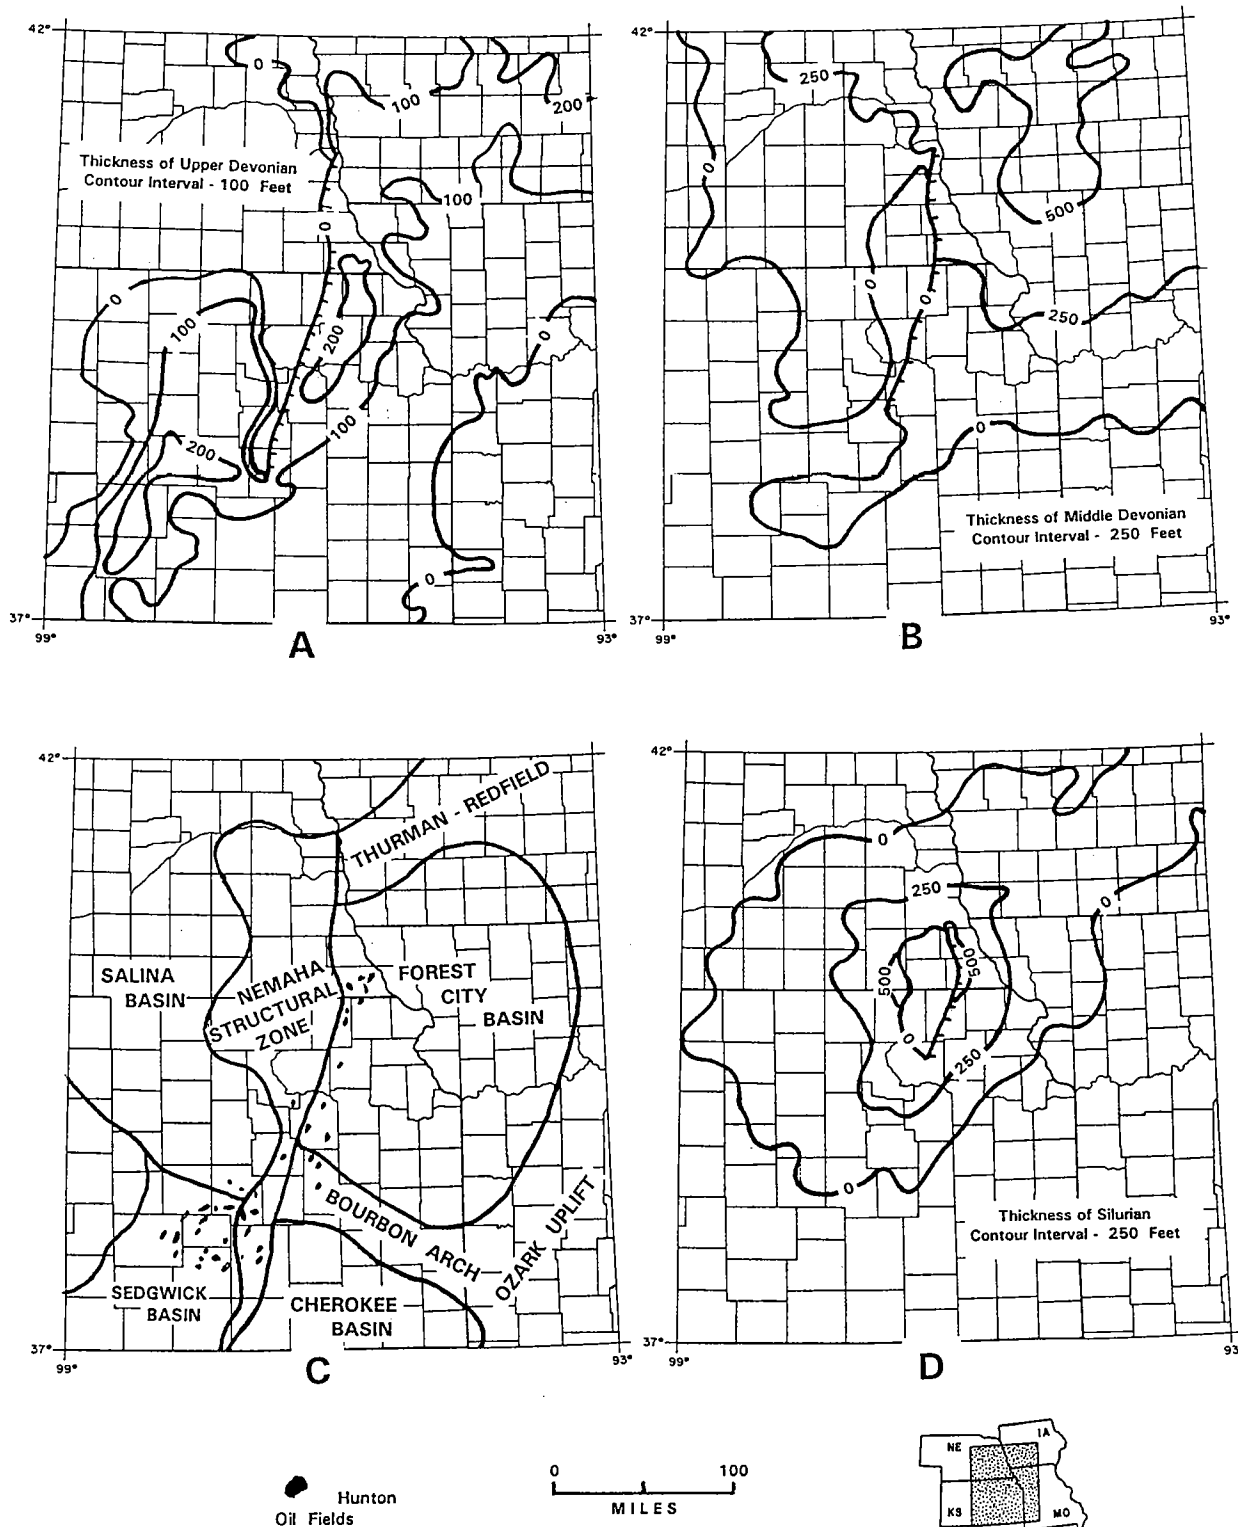 42°
0
100
200
Thickness of Upper Devonian
Contour Interval - 100 Feet
100
0
0
100
200
0
100
200
0
37°
99°
93°
A
42°
250
0
500
0
0
250
0
Thickness of Middle Devonian
Contour Interval - 250 Feet
37°
99°
93°
B
42°
THURMAN - REDFIELD
SALINA
BASIN
NEMAHA
STRUCTURAL
ZONE
FOREST
CITY
BASIN
BOURBON ARCH
OZARK UPLIFT
SEDGWICK
BASIN
CHEROKEE
BASIN
37°
99°
93°
C
42°
0
250
0
500
500
0
250
0
Thickness of Silurian
Contour Interval - 250 Feet
37°
99°
93
D
Hunton
Oil Fields
0 100
MILES
NE IA
KS MO